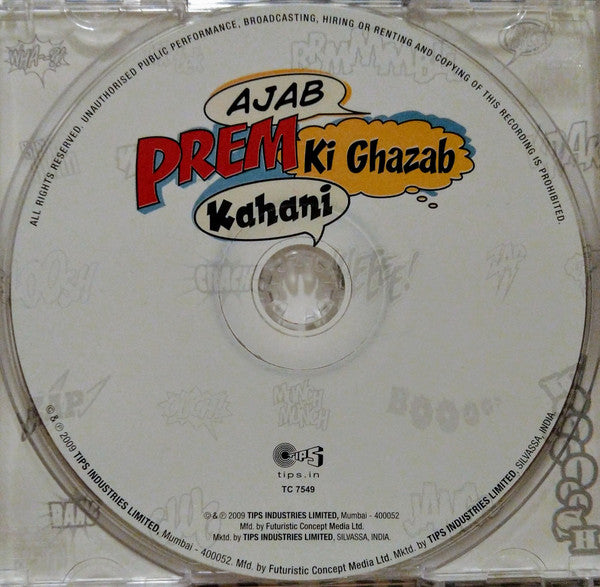 ALL RIGHTS RESERVED. UNAUTHORISED PUBLIC PERFORMANCE, BROADCASTING, HIRING OR RENTING AND COPYING OF THIS RECORDING IS PROHIBITED.
AJAB
PREM Ki Ghazab
Kahani
MUNCH
MUNCH
BANG
TIPS
tips.in
TC 7549
© & ℗ 2009 TIPS INDUSTRIES LIMITED, Mumbai - 400052
Mfd. by Futuristic Concept Media Ltd.
Mktd. by TIPS INDUSTRIES LIMITED, SILVASSA, INDIA.
© & ℗ 2009 TIPS INDUSTRIES LIMITED, Mumbai - 400052. Mfd. by Futuristic Concept Media Ltd. Mktd. by TIPS INDUSTRIES LIMITED, SILVASSA, INDIA.